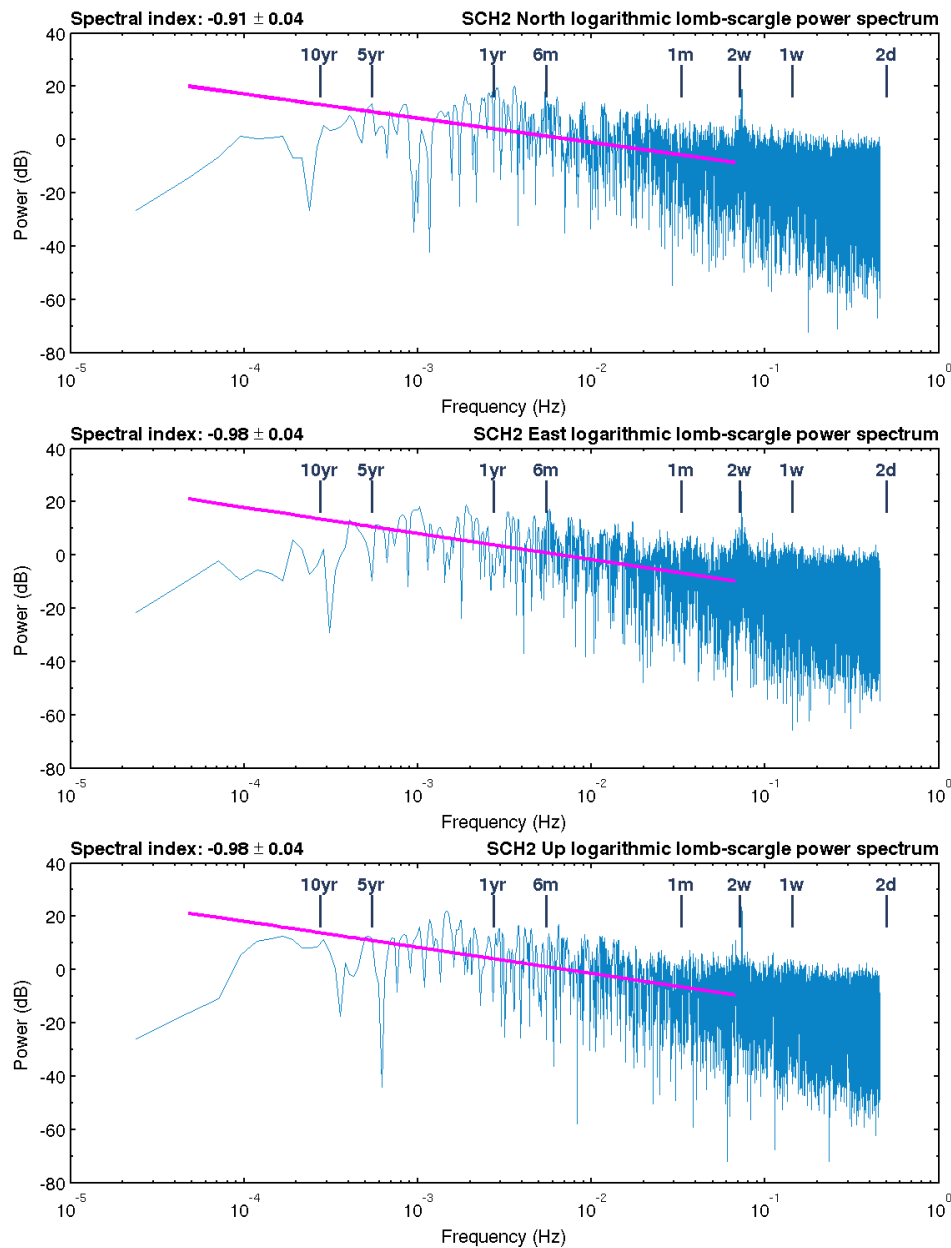 Spectral index: -0.91 ± 0.04 SCH2 North logarithmic lomb-scargle power spectrum
40
10yr 5yr 1yr 6m 1m 2w 1w 2d
20
0
-20
-40
-60
-80
Power (dB)
10^-5 10^-4 10^-3 10^-2 10^-1 10^0
Frequency (Hz)
Spectral index: -0.98 ± 0.04 SCH2 East logarithmic lomb-scargle power spectrum
40
10yr 5yr 1yr 6m 1m 2w 1w 2d
20
0
-20
-40
-60
-80
Power (dB)
10^-5 10^-4 10^-3 10^-2 10^-1 10^0
Frequency (Hz)
Spectral index: -0.98 ± 0.04 SCH2 Up logarithmic lomb-scargle power spectrum
40
10yr 5yr 1yr 6m 1m 2w 1w 2d
20
0
-20
-40
-60
-80
Power (dB)
10^-5 10^-4 10^-3 10^-2 10^-1 10^0
Frequency (Hz)